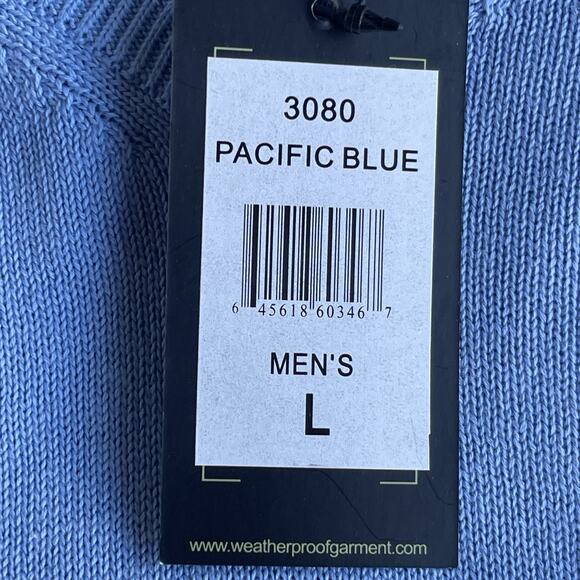 3080
PACIFIC BLUE
6 45618 60346 7
MEN'S
L
www.weatherproofgarment.com